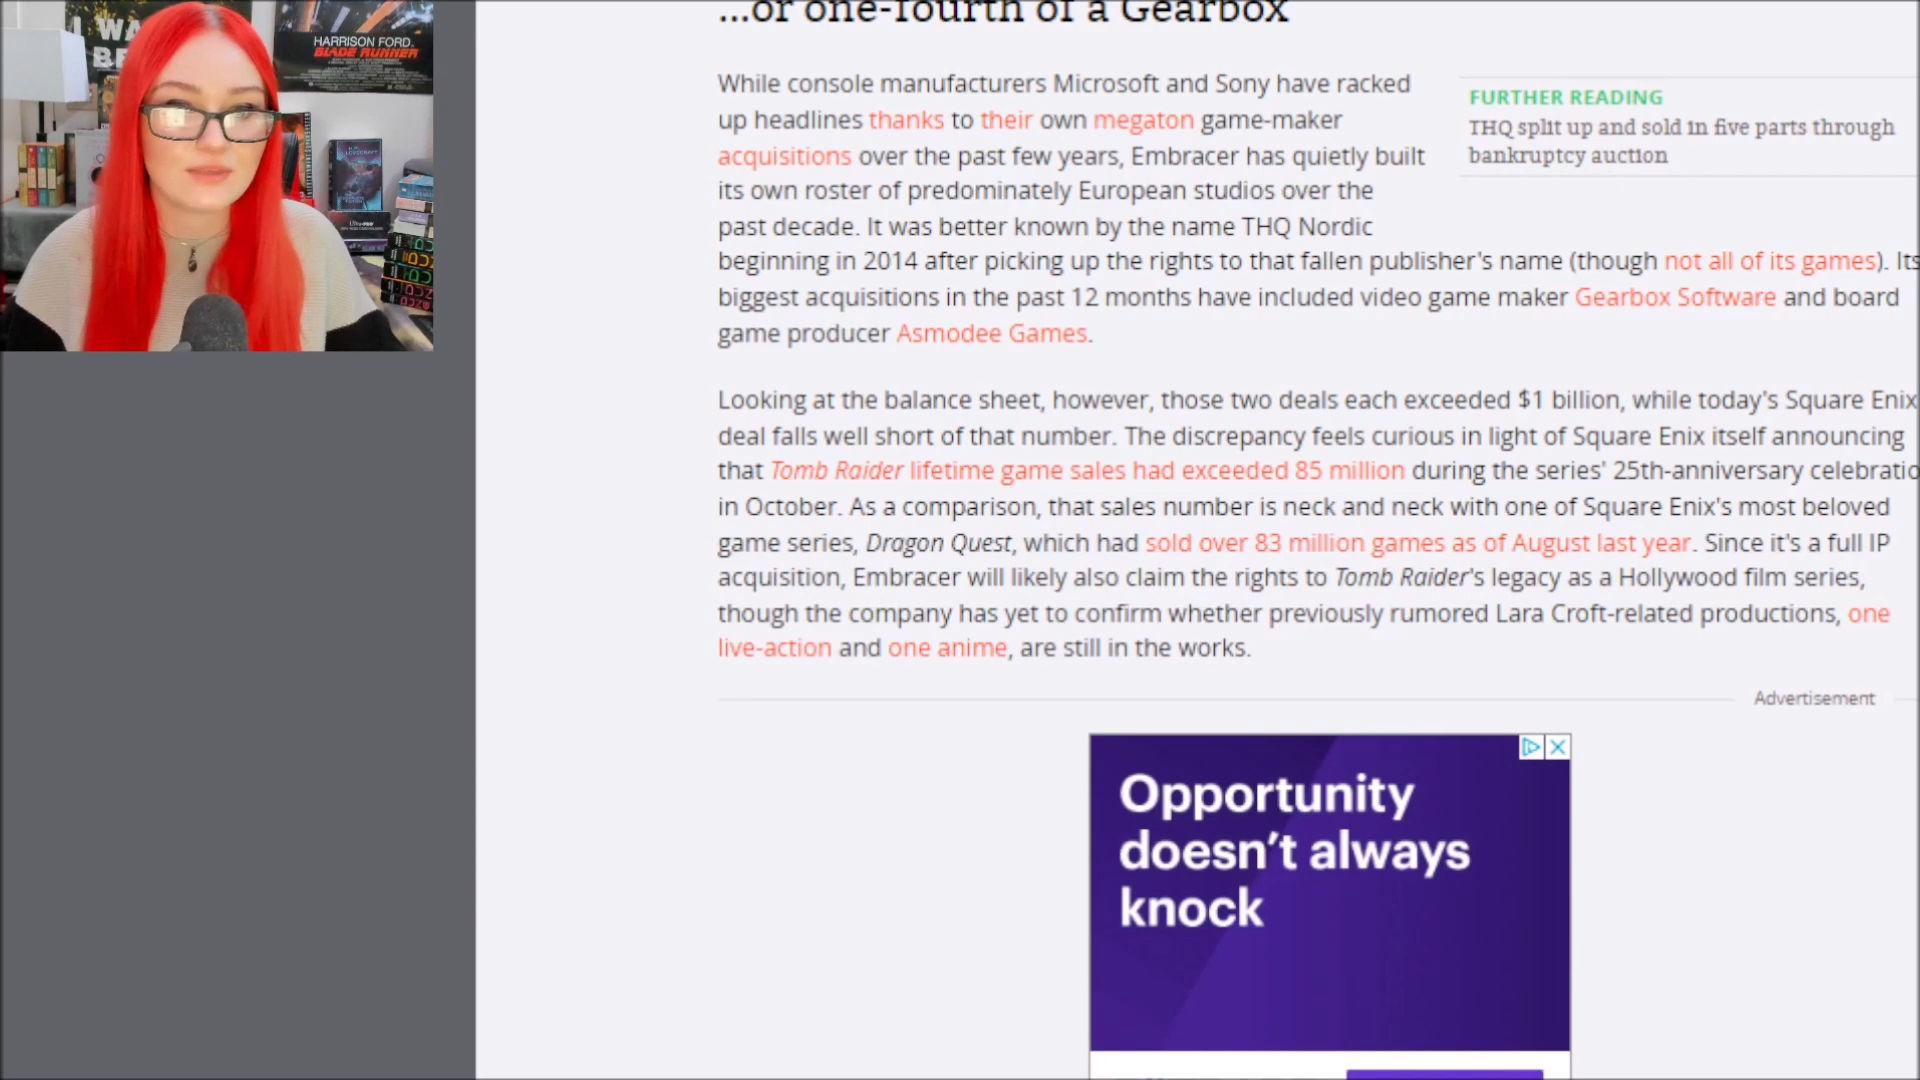 I WA
BE
HARRISON FORD.
BLADE RUNNER
...or one-fourth of a Gearbox
While console manufacturers Microsoft and Sony have racked
up headlines thanks to their own megaton game-maker
acquisitions over the past few years, Embracer has quietly built
its own roster of predominately European studios over the
past decade. It was better known by the name THQ Nordic
beginning in 2014 after picking up the rights to that fallen publisher's name (though not all of its games). Its
biggest acquisitions in the past 12 months have included video game maker Gearbox Software and board
game producer Asmodee Games.
FURTHER READING
THQ split up and sold in five parts through
bankruptcy auction
Looking at the balance sheet, however, those two deals each exceeded $1 billion, while today's Square Enix
deal falls well short of that number. The discrepancy feels curious in light of Square Enix itself announcing
that Tomb Raider lifetime game sales had exceeded 85 million during the series' 25th-anniversary celebratio
in October. As a comparison, that sales number is neck and neck with one of Square Enix's most beloved
game series, Dragon Quest, which had sold over 83 million games as of August last year. Since it's a full IP
acquisition, Embracer will likely also claim the rights to Tomb Raider's legacy as a Hollywood film series,
though the company has yet to confirm whether previously rumored Lara Croft-related productions, one
live-action and one anime, are still in the works.
Advertisement
Opportunity
doesn't always
knock